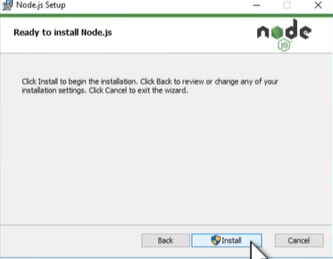 Node.js Setup
Ready to install Node.js
node
JS
Click Install to begin the installation. Click Back to review or change any of your
installation settings. Click Cancel to exit the wizard.
Back
Install
Cancel